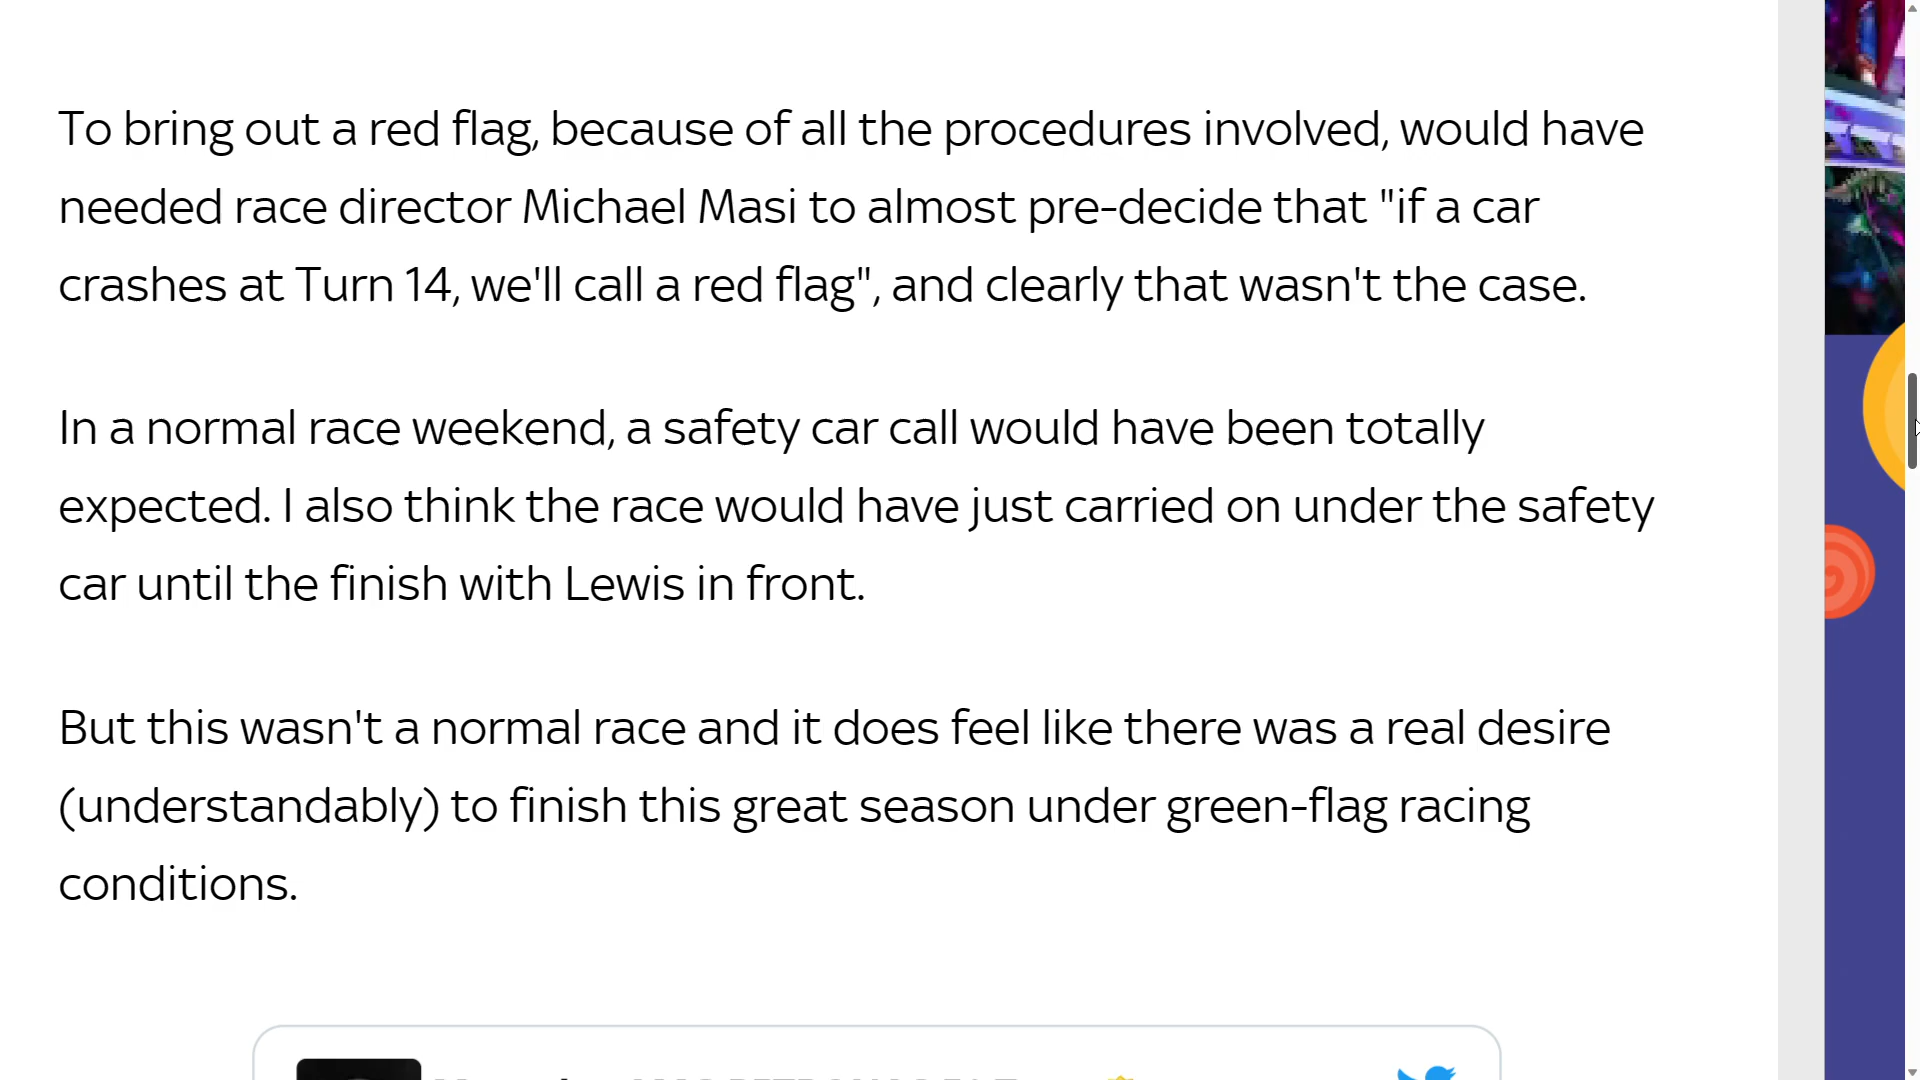 To bring out a red flag, because of all the procedures involved, would have
needed race director Michael Masi to almost pre-decide that "if a car
crashes at Turn 14, we'll call a red flag", and clearly that wasn't the case.
In a normal race weekend, a safety car call would have been totally
expected. I also think the race would have just carried on under the safety
car until the finish with Lewis in front.
But this wasn't a normal race and it does feel like there was a real desire
(understandably) to finish this great season under green-flag racing
conditions.